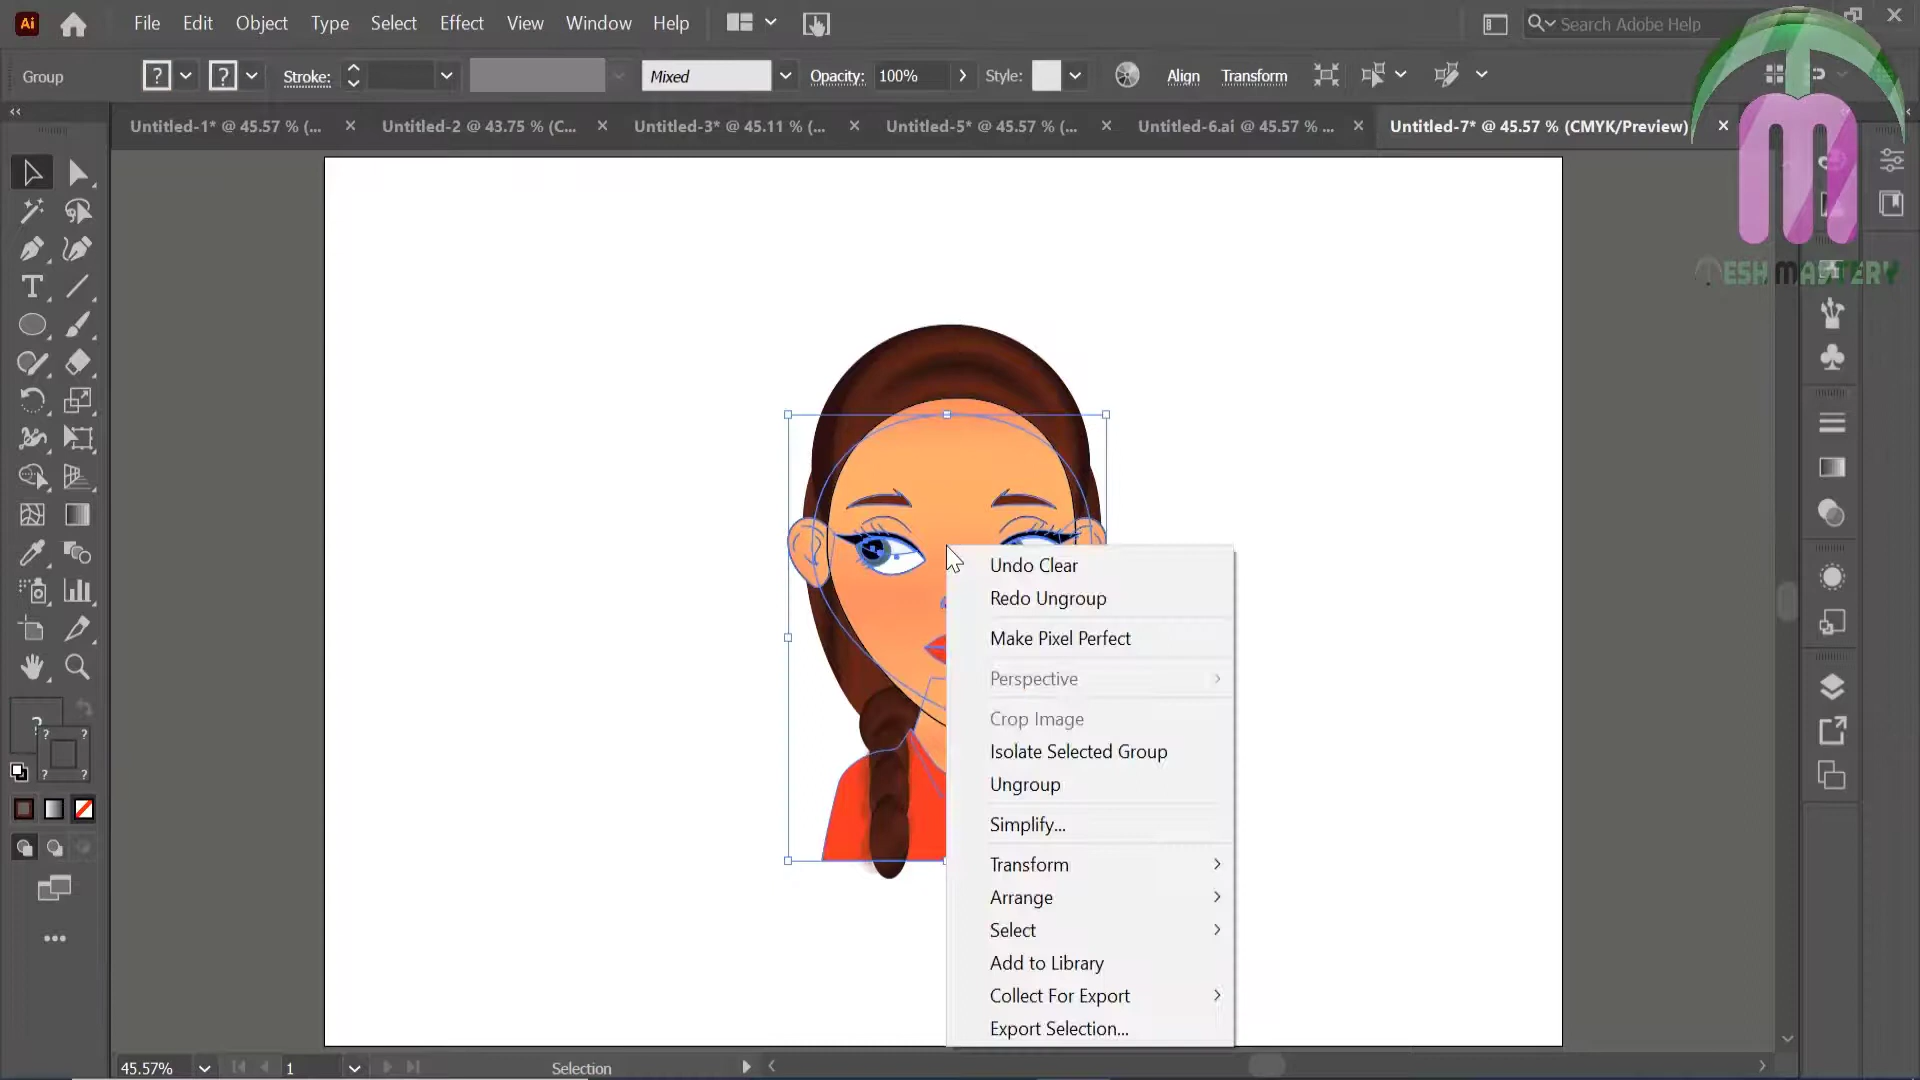 Ai File Edit Object Type Select Effect View Window Help Search Adobe Help
Group ? ? Stroke: Mixed Opacity: 100% Style: Align Transform
Untitled-1* @ 45.57 % (... Untitled-2 @ 43.75 % (C... Untitled-3* @ 45.11 % (... Untitled-5* @ 45.57 % (... Untitled-6.ai @ 45.57 % ... Untitled-7* @ 45.57 % (CMYK/Preview)
MESH MASTERY
Undo Clear
Redo Ungroup
Make Pixel Perfect
Perspective
Crop Image
Isolate Selected Group
Ungroup
Simplify...
Transform
Arrange
Select
Add to Library
Collect For Export
Export Selection...
45.57% 1 Selection